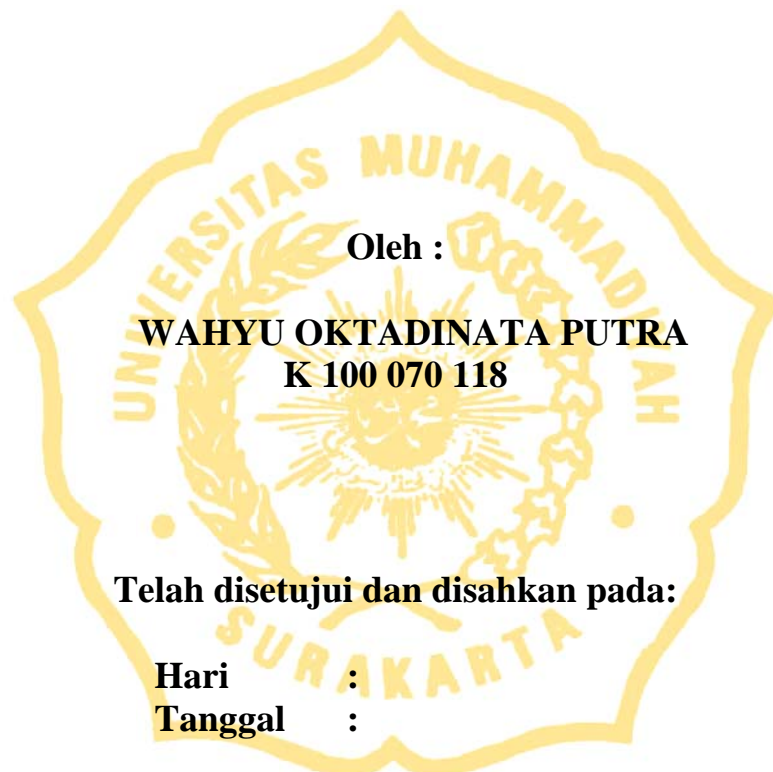 UNIVERSITAS MUHAMMADIYAH
Oleh :
WAHYU OKTADINATA PUTRA
K 100 070 118
Telah disetujui dan disahkan pada:
SURAKARTA
Hari :
Tanggal :